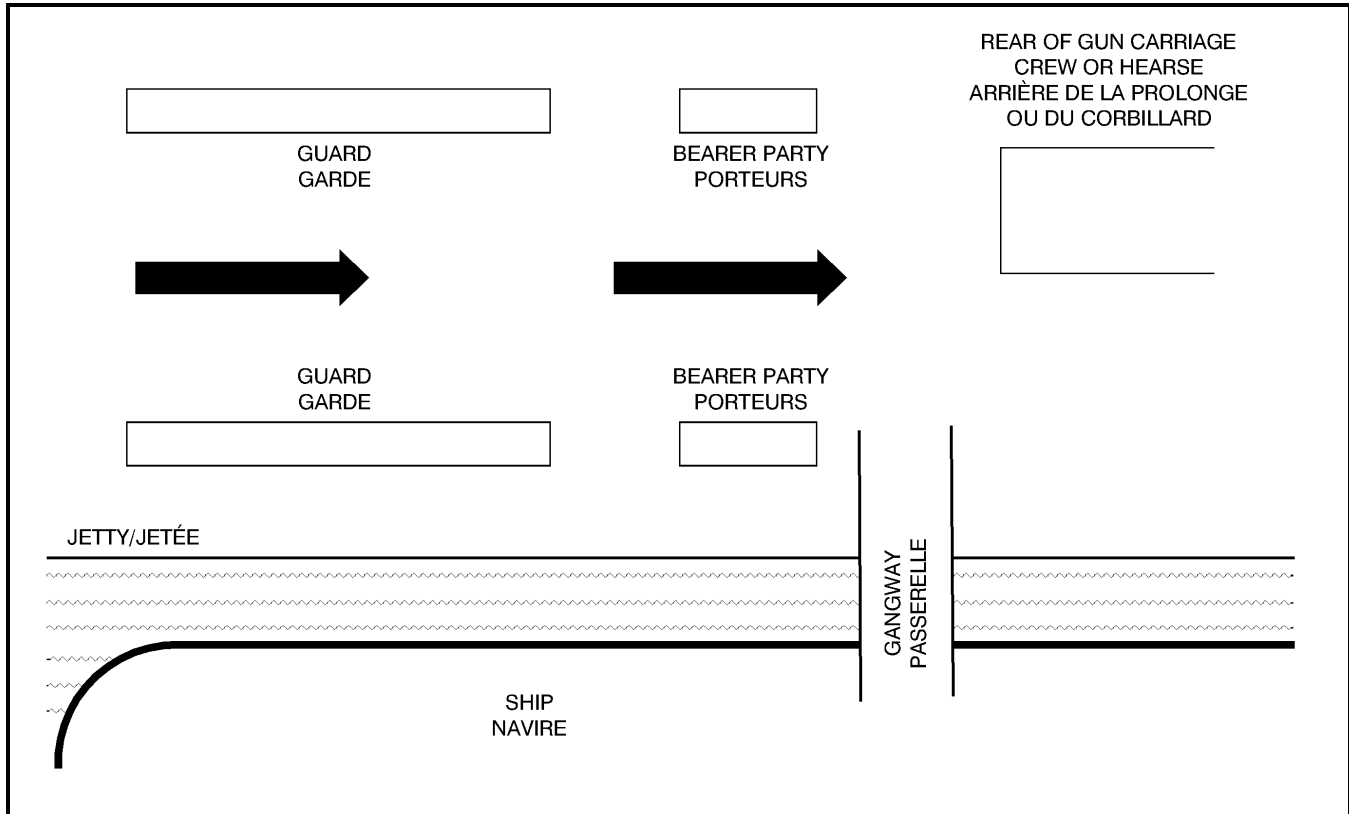 REAR OF GUN CARRIAGE
CREW OR HEARSE
ARRIÈRE DE LA PROLONGE
OU DU CORBILLARD
GUARD
GARDE
BEARER PARTY
PORTEURS
GUARD
GARDE
BEARER PARTY
PORTEURS
JETTY/JETÉE
GANGWAY
PASSERELLE
SHIP
NAVIRE